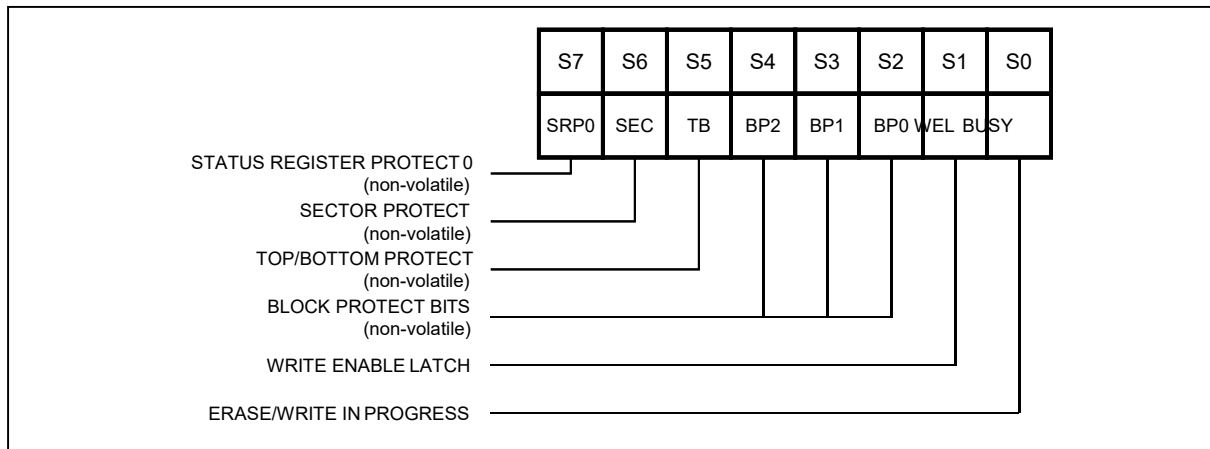 S7 S6 S5 S4 S3 S2 S1 S0
SRP0 SEC TB BP2 BP1 BP0 WEL BUSY
STATUS REGISTER PROTECT 0
(non-volatile)
SECTOR PROTECT
(non-volatile)
TOP/BOTTOM PROTECT
(non-volatile)
BLOCK PROTECT BITS
(non-volatile)
WRITE ENABLE LATCH
ERASE/WRITE IN PROGRESS